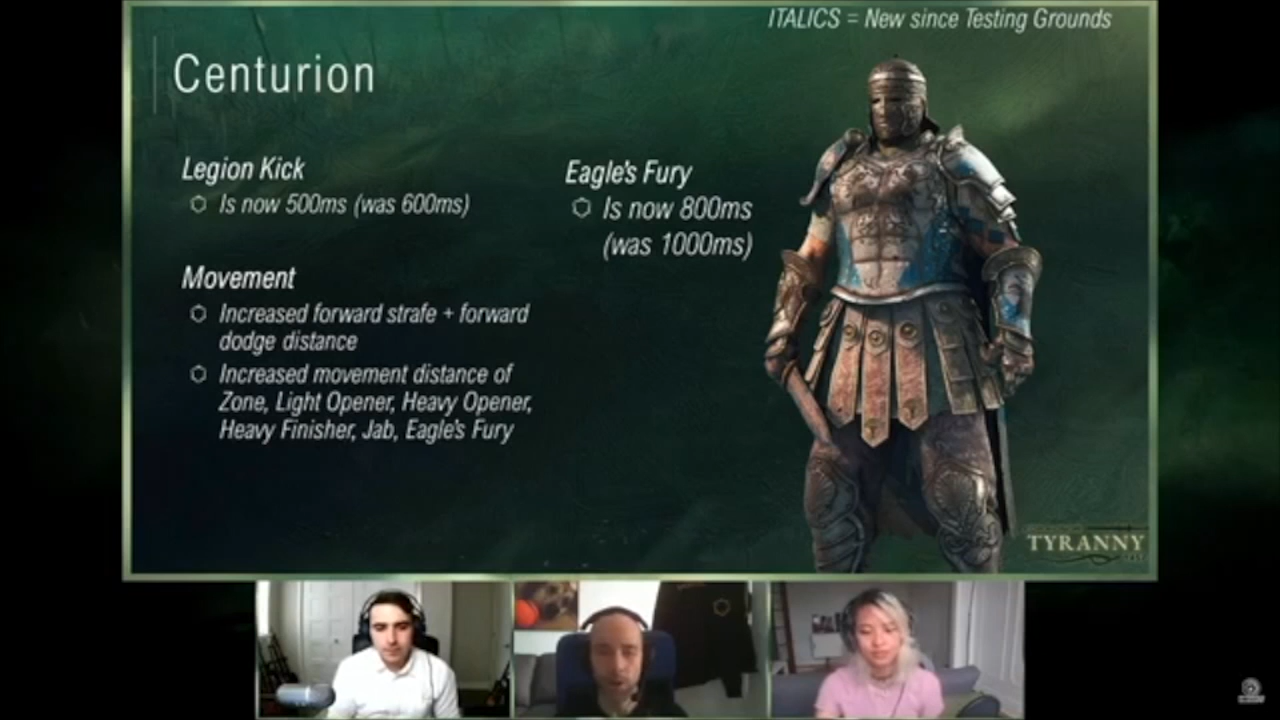 ITALICS = New since Testing Grounds
Centurion
Legion Kick
Is now 500ms (was 600ms)
Movement
Increased forward strafe + forward
dodge distance
Increased movement distance of
Zone, Light Opener, Heavy Opener,
Heavy Finisher, Jab, Eagle's Fury
Eagle's Fury
Is now 800ms
(was 1000ms)
TYRANNY